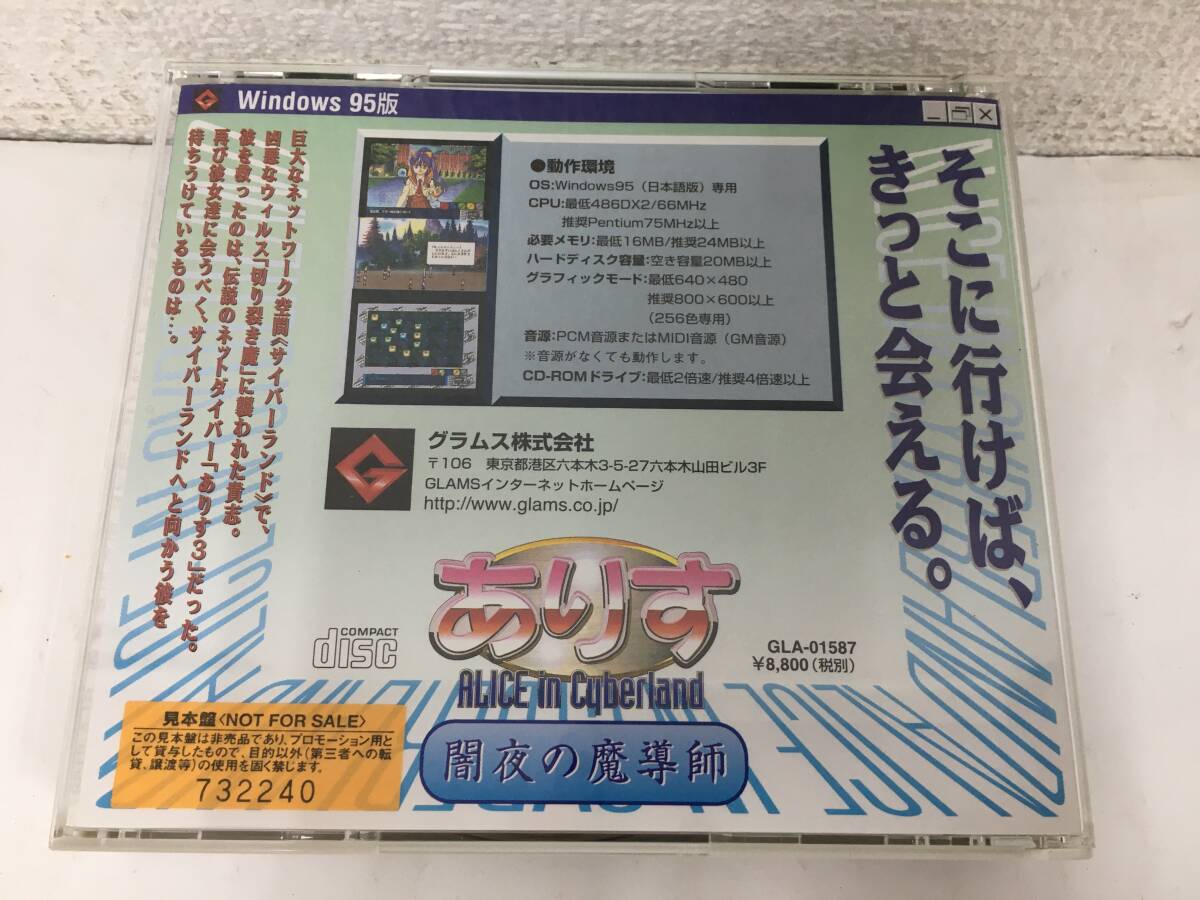 Windows 95版
そこに行けば、
きっと会える。
巨大なネットワーク空間《サイバーランド》で、
凶悪なウイルス「切り裂き魔」に襲われた貴志。
彼を救ったのは、伝説のネットダイバー「ありす3」だった。
再び彼女達に会うべく、サイバーランドへと向かう彼を
待ちうけているものは…。
●動作環境
OS:Windows95(日本語版)専用
CPU:最低486DX2/66MHz
推奨Pentium75MHz以上
必要メモリ:最低16MB/推奨24MB以上
ハードディスク容量:空き容量20MB以上
グラフィックモード:最低640×480
推奨800×600以上
(256色専用)
音源:PCM音源またはMIDI音源(GM音源)
※音源がなくても動作します。
CD-ROMドライブ:最低2倍速/推奨4倍速以上
グラムス株式会社
〒106 東京都港区六本木3-5-27六本木山田ビル3F
GLAMSインターネットホームページ
http://www.glams.co.jp/
COMPACT
disc
ありす
ALICE in Cyberland
闇夜の魔導師
GLA-01587
¥8,800(税別)
見本盤〈NOT FOR SALE〉
この見本盤は非売品であり、プロモーション用と
して貸与したもので、目的以外(第三者への転
貸、譲渡等)の使用を固く禁じます。
732240